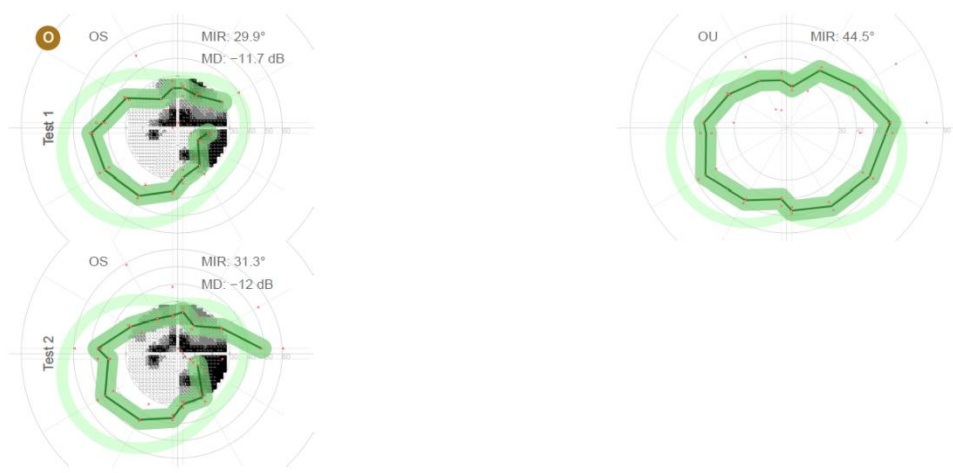 O
OS
MIR: 29.9°
MD: −11.7 dB
Test 1
OU
MIR: 44.5°
OS
MIR: 31.3°
MD: −12 dB
Test 2